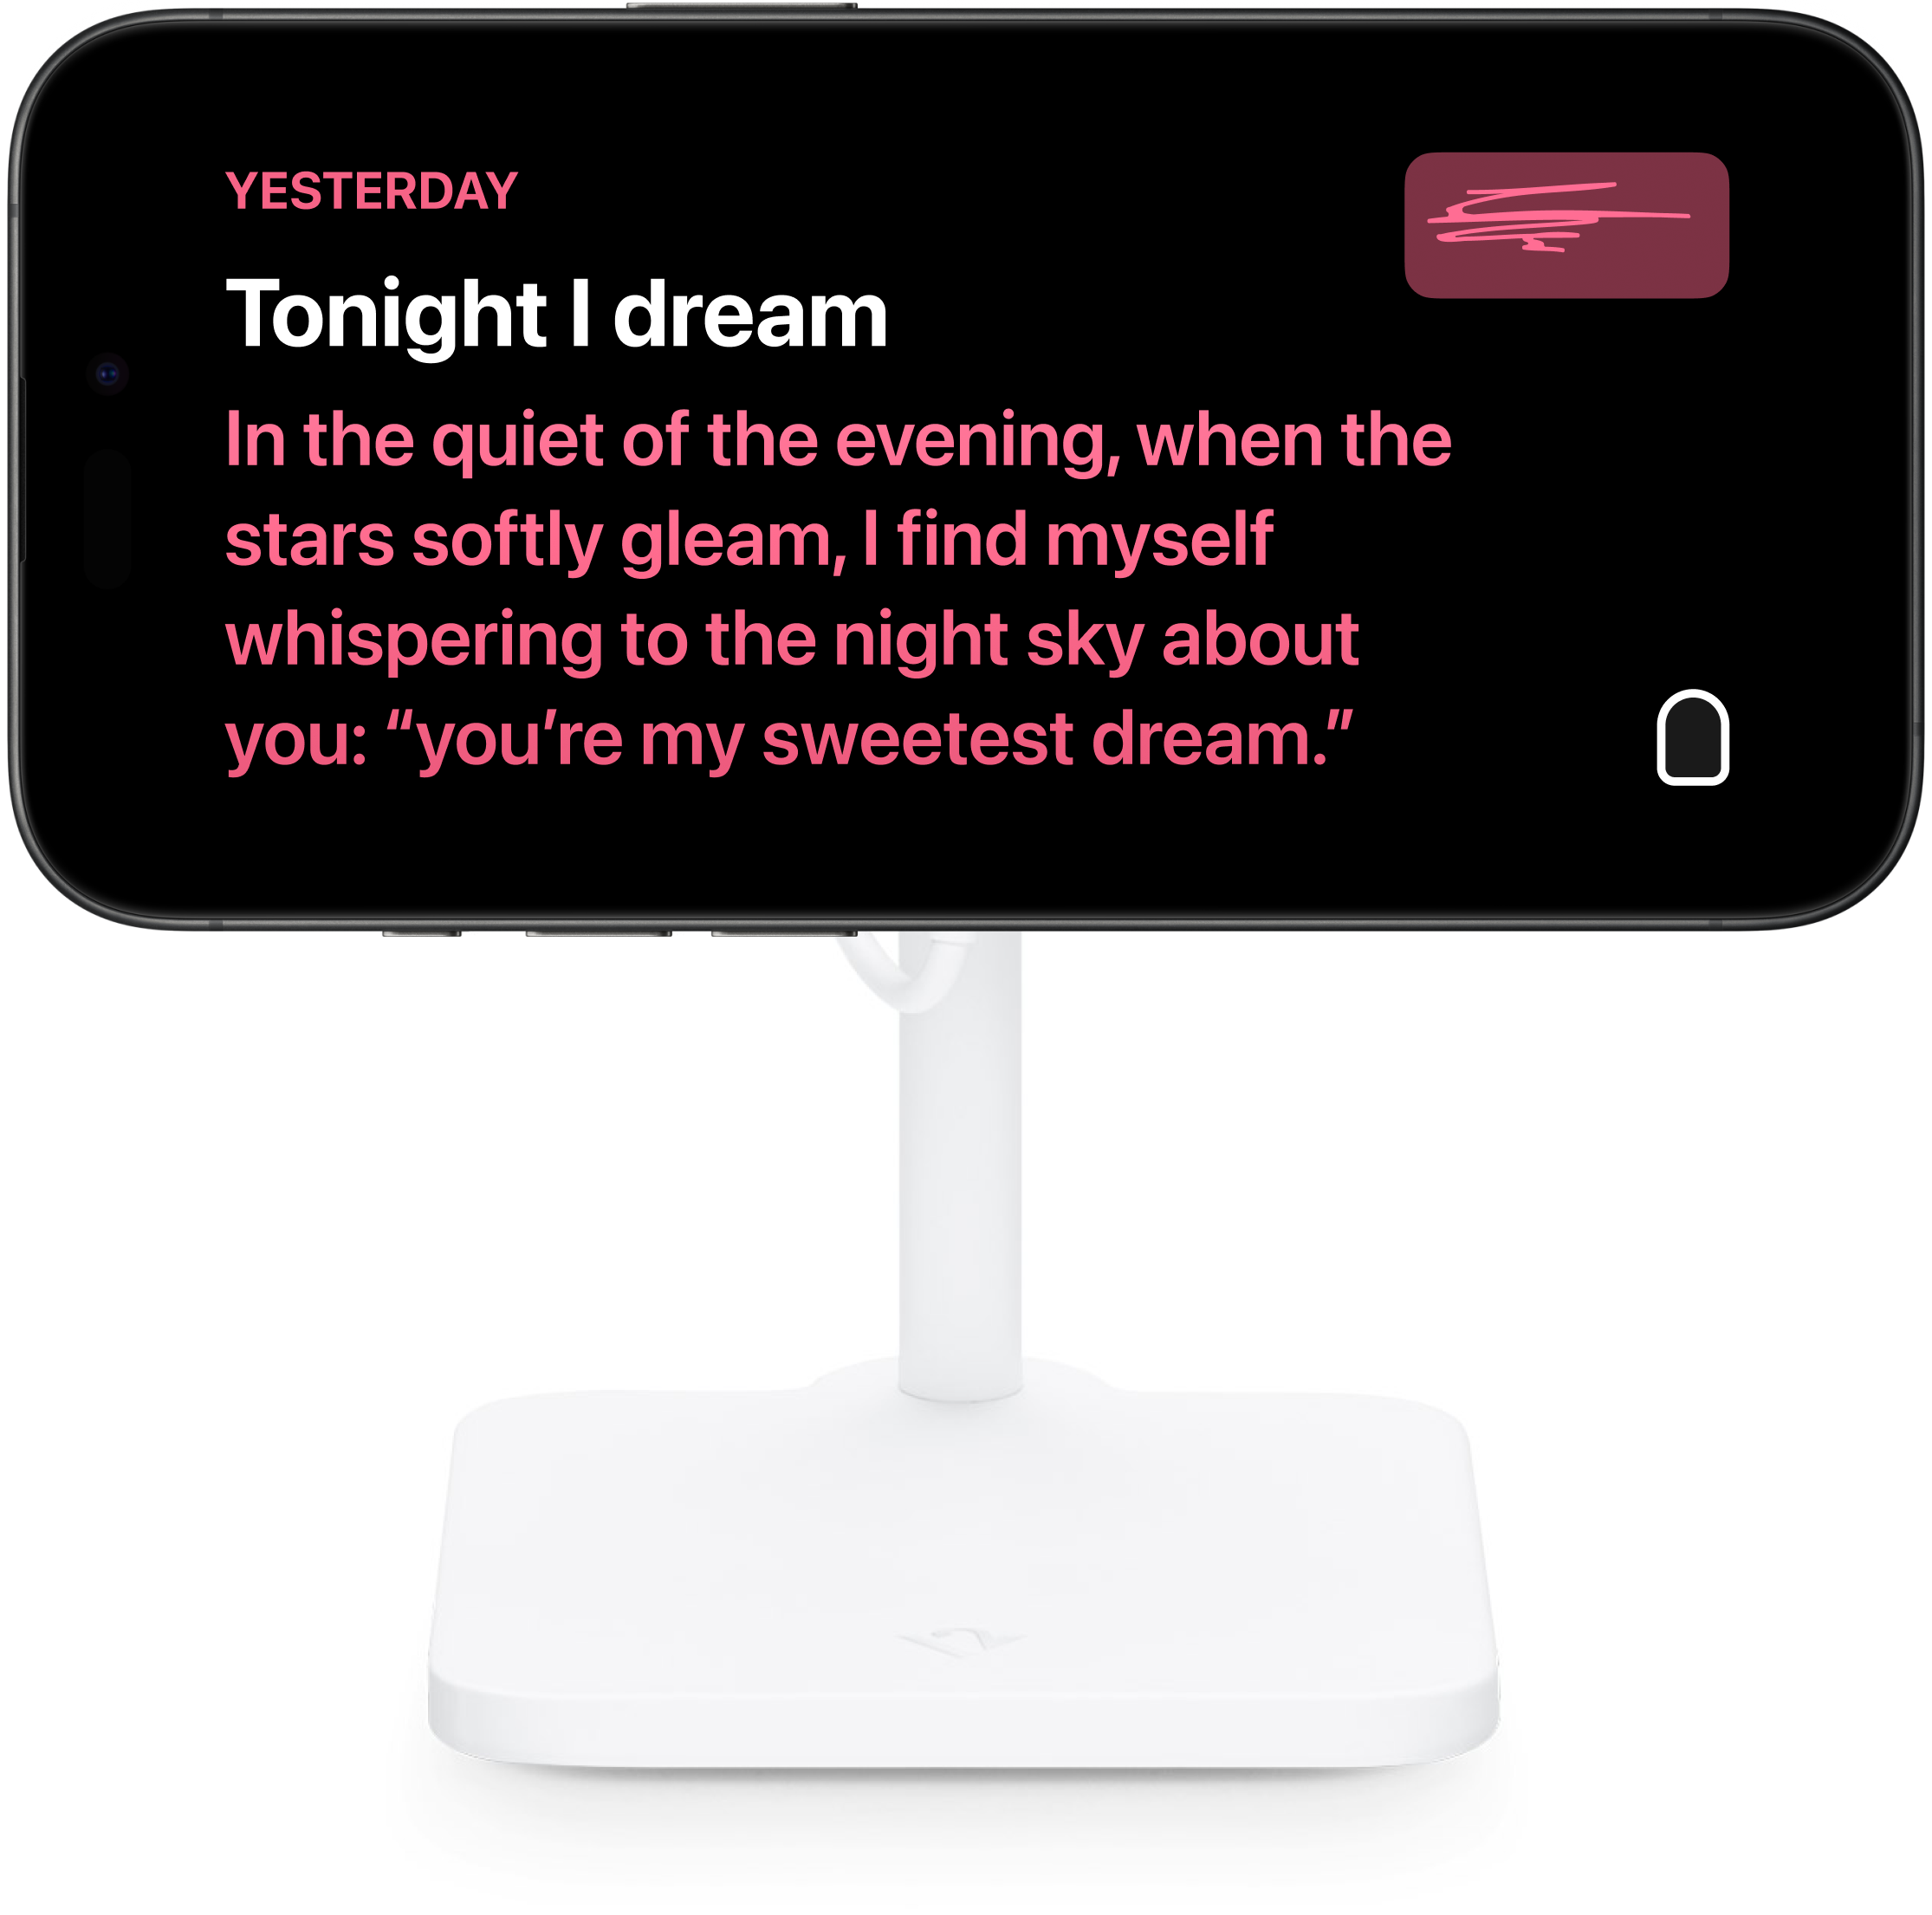 YESTERDAY
Tonight I dream
In the quiet of the evening, when the
stars softly gleam, I find myself
whispering to the night sky about
you: “you’re my sweetest dream.”